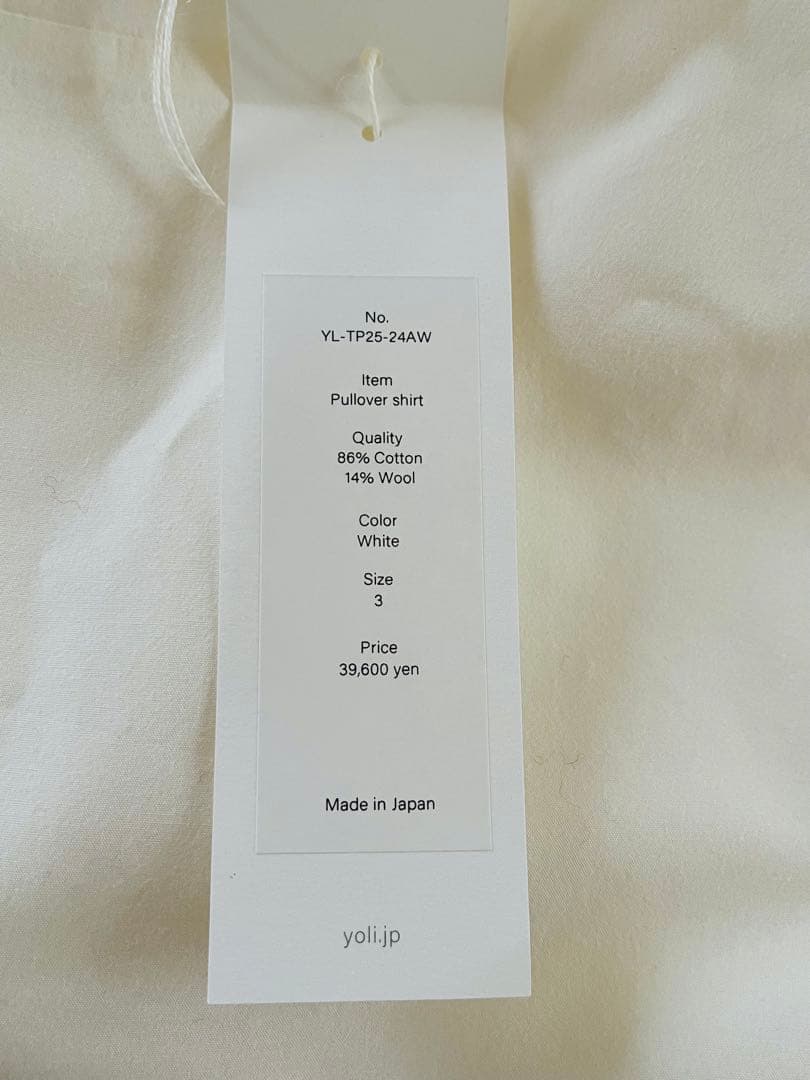 No.
YL-TP25-24AW
Item
Pullover shirt
Quality
86% Cotton
14% Wool
Color
White
Size
3
Price
39,600 yen
Made in Japan
yoli.jp